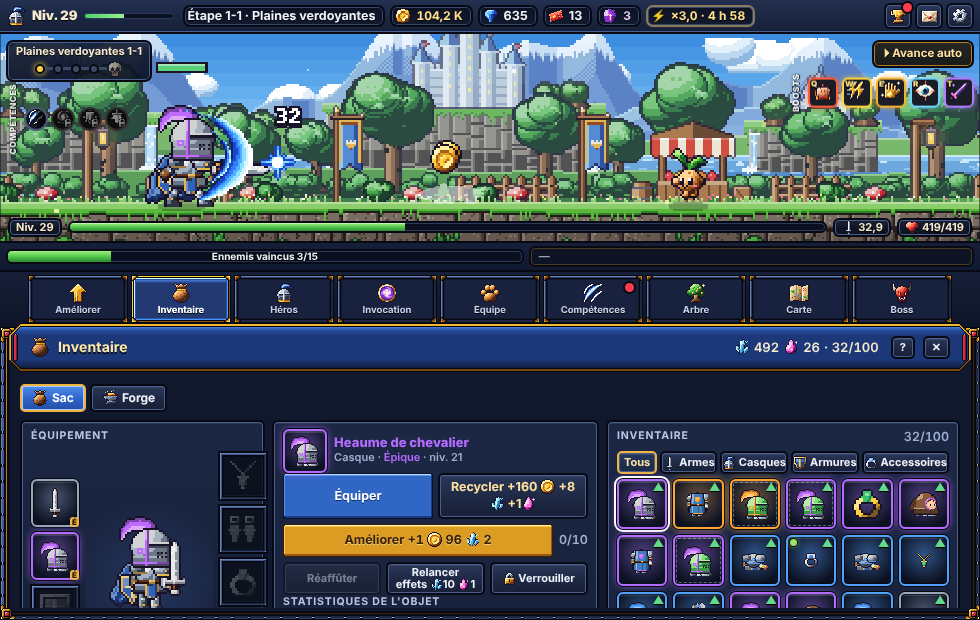 Niv. 29
Étape 1-1 · Plaines verdoyantes
104,2 K
635
13
3
×3,0 · 4 h 58
Plaines verdoyantes 1-1
Avance auto
COMPÉTENCES
BOOSTS
32
Niv. 29
32,9
419/419
Ennemis vaincus 3/15
—
Améliorer
Inventaire
Héros
Invocation
Equipe
Compétences
Arbre
Carte
Boss
Inventaire
492
26 · 32/100
?
×
Sac
Forge
ÉQUIPEMENT
E
E
Heaume de chevalier
Casque · Épique · niv. 21
Équiper
Recycler +160 +8
+1
Améliorer +1 96 2
0/10
Réaffûter
Relancer
effets 10 1
Verrouiller
STATISTIQUES DE L'OBJET
INVENTAIRE
32/100
Tous
Armes
Casques
Armures
Accessoires